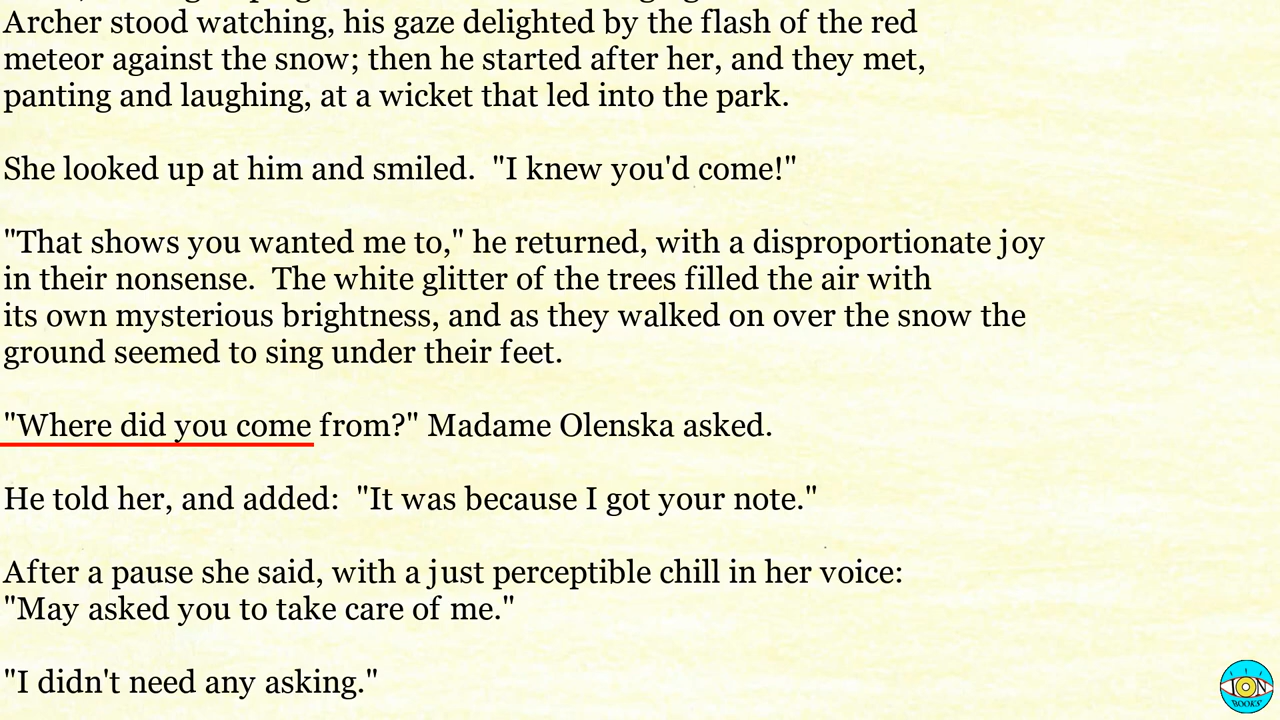 Archer stood watching, his gaze delighted by the flash of the red
meteor against the snow; then he started after her, and they met,
panting and laughing, at a wicket that led into the park.
She looked up at him and smiled.  "I knew you'd come!"
"That shows you wanted me to," he returned, with a disproportionate joy
in their nonsense.  The white glitter of the trees filled the air with
its own mysterious brightness, and as they walked on over the snow the
ground seemed to sing under their feet.
"Where did you come from?" Madame Olenska asked.
He told her, and added:  "It was because I got your note."
After a pause she said, with a just perceptible chill in her voice:
"May asked you to take care of me."
"I didn't need any asking."
ION
BOOKS